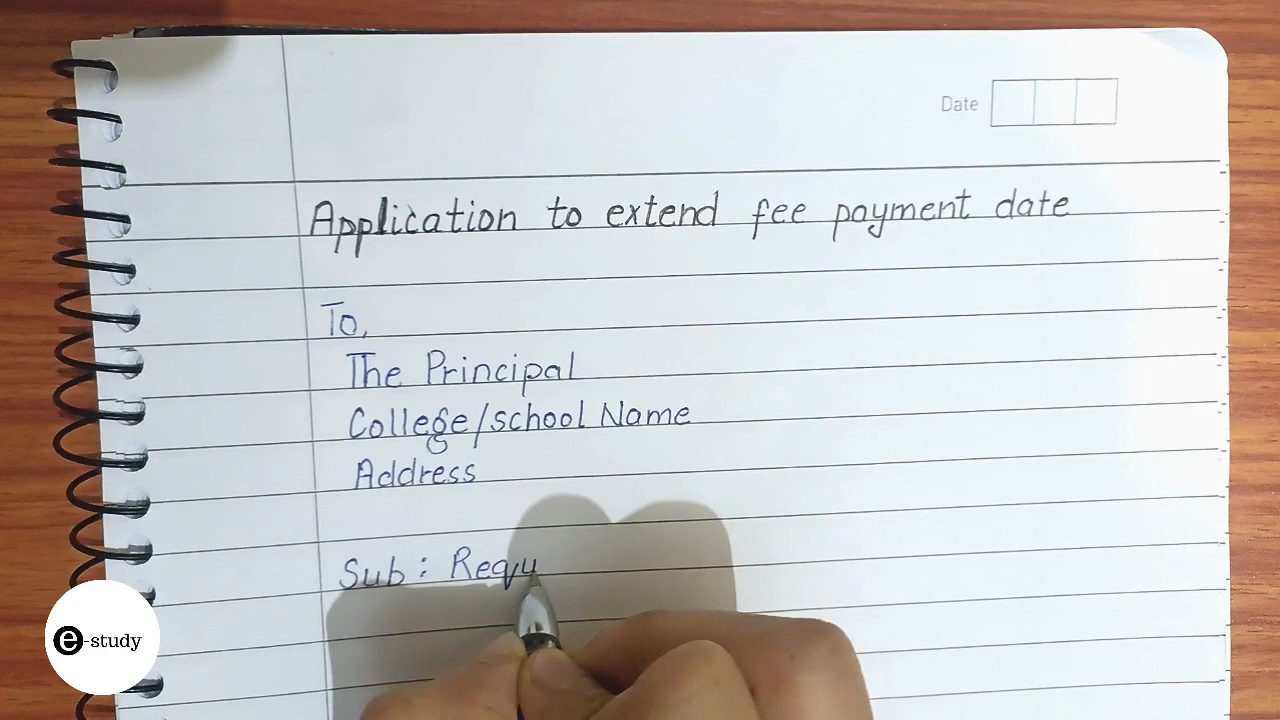 Date
Application to extend fee payment date
To,
The Principal
College/school Name
Address
Sub : Requ
e-study